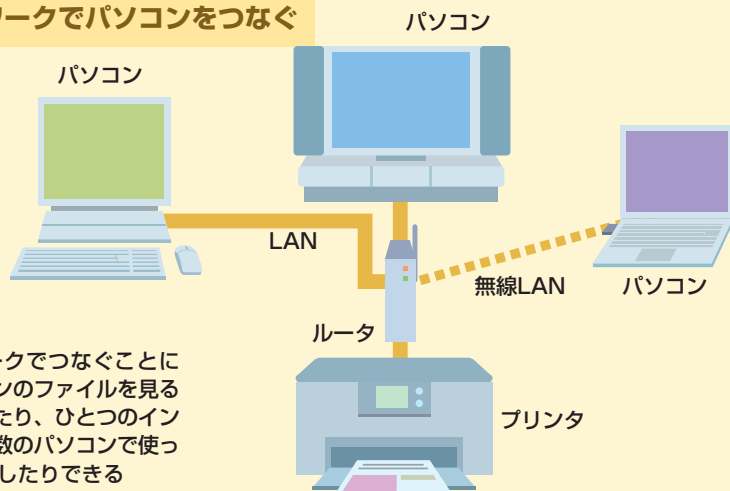 ワークでパソコンをつなぐ
パソコン
パソコン
LAN
無線LAN
パソコン
ルータ
プリンタ
ークでつなぐことに
ンのファイルを見る
たり、ひとつのイン
数のパソコンで使っ
したりできる